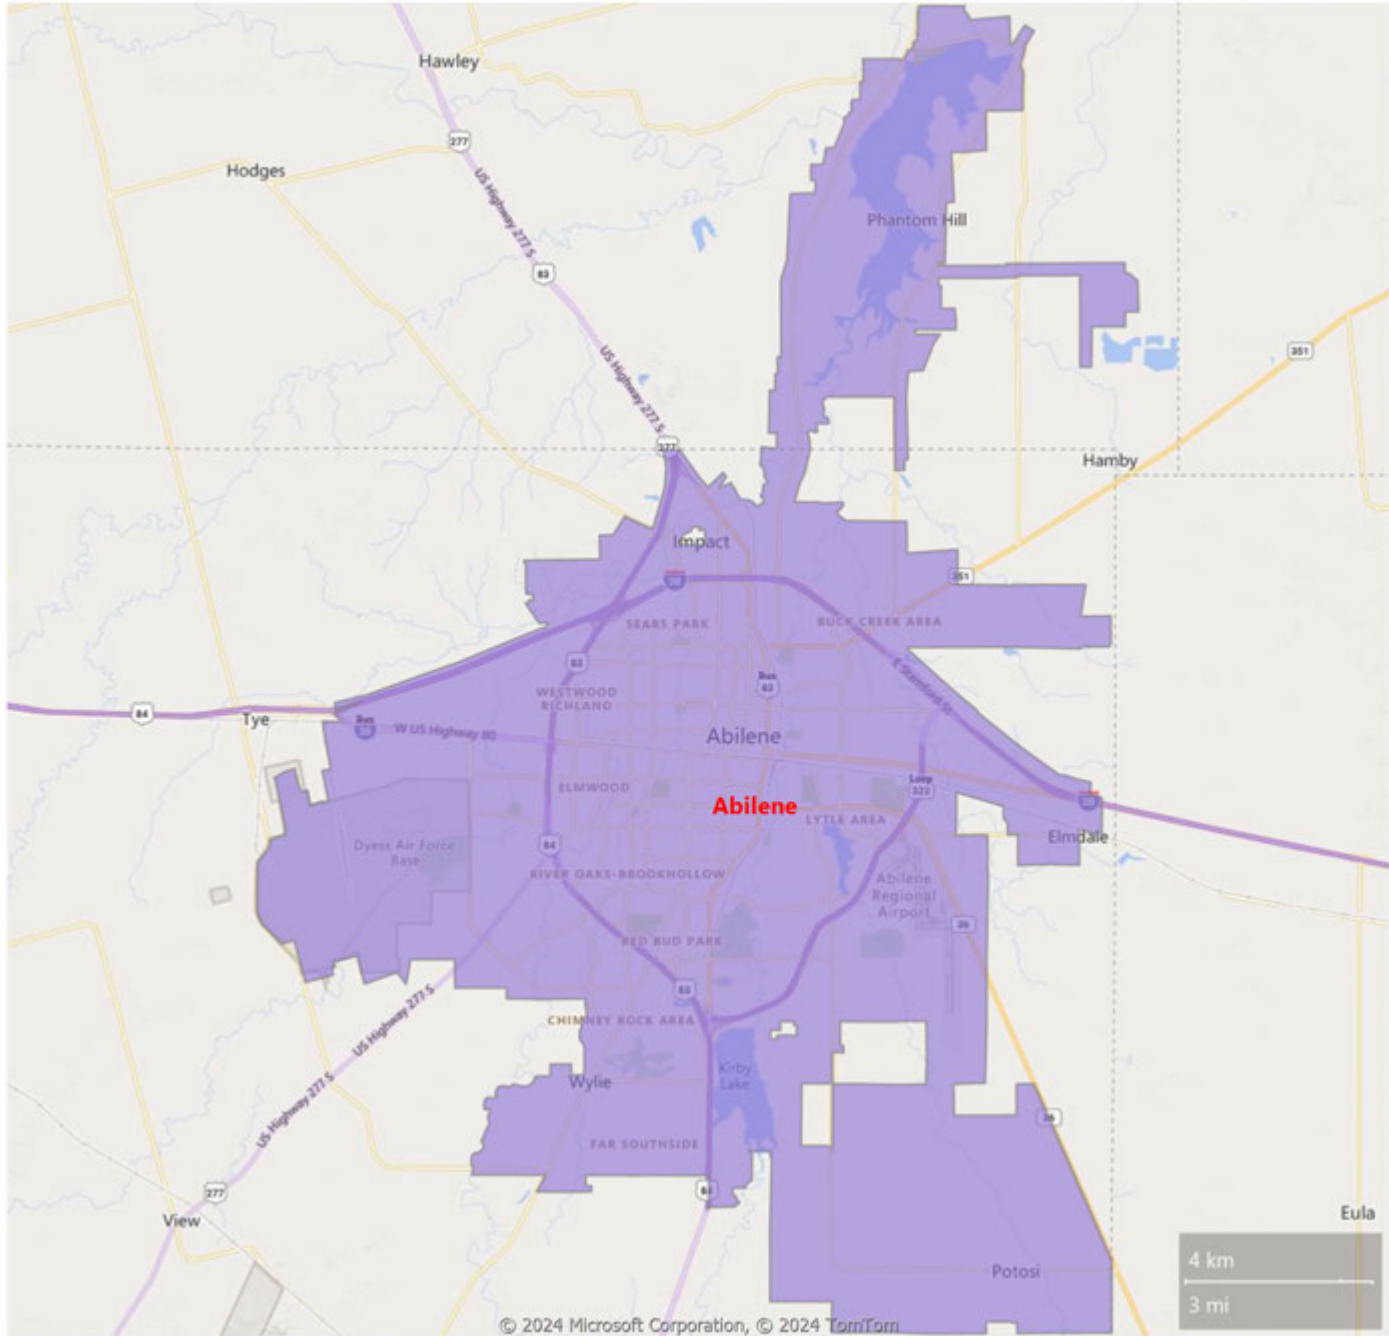 Hawley
277
Hodges
US Highway 277 S
Phantom Hill
83
US Highway 277 S
351
277
Hamby
Impact
20
351
SEARS PARK
BUCK CREEK AREA
83
E Stamford St
Bus
83
WESTWOOD
RICHLAND
84
Tye
Bus
20
W US Highway 80
Abilene
ELMWOOD
Loop
322
20
Abilene
LYTLE AREA
Elmdale
84
Dyess Air Force
Base
RIVER OAKS-BROOKHOLLOW
Abilene
Regional
Airport
36
RED BUD PARK
83
US Highway 277 S
CHIMNEY ROCK AREA
Kirby
Lake
Wylie
US Highway 277 S
36
FAR SOUTHSIDE
277
84
View
Eula
Potosi
4 km
3 mi
© 2024 Microsoft Corporation, © 2024 TomTom